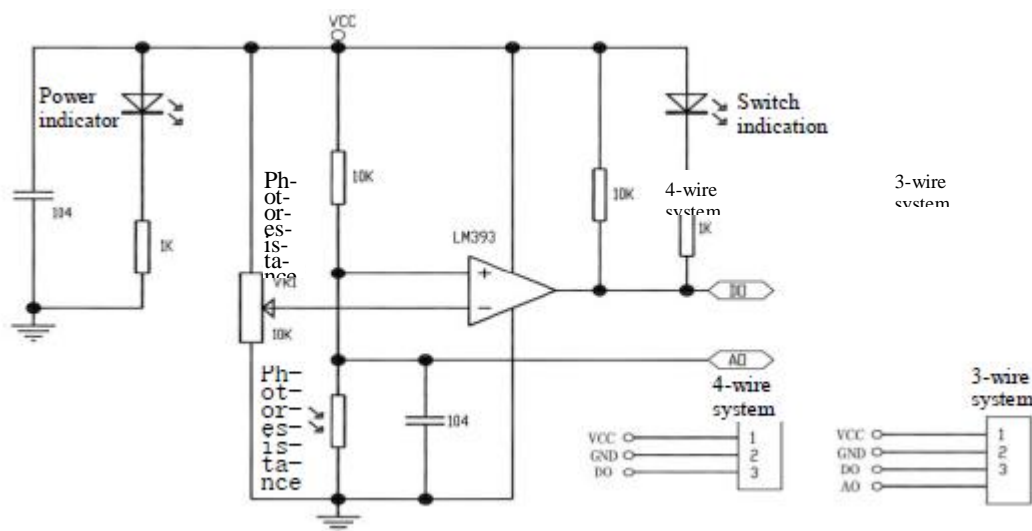 VCC
Power
indicator
Switch
indication
104
1K
Ph-
ot-
or-
es-
is-
ta-
nce
VR1
10K
10K
LM393
+
−
10K
4-wire
system
1K
3-wire
system
DO
AO
Ph-
ot-
or-
es-
is-
ta-
nce
104
4-wire
system
VCC 1
GND 2
DO 3
3-wire
system
VCC 1
GND 2
DO 3
AO